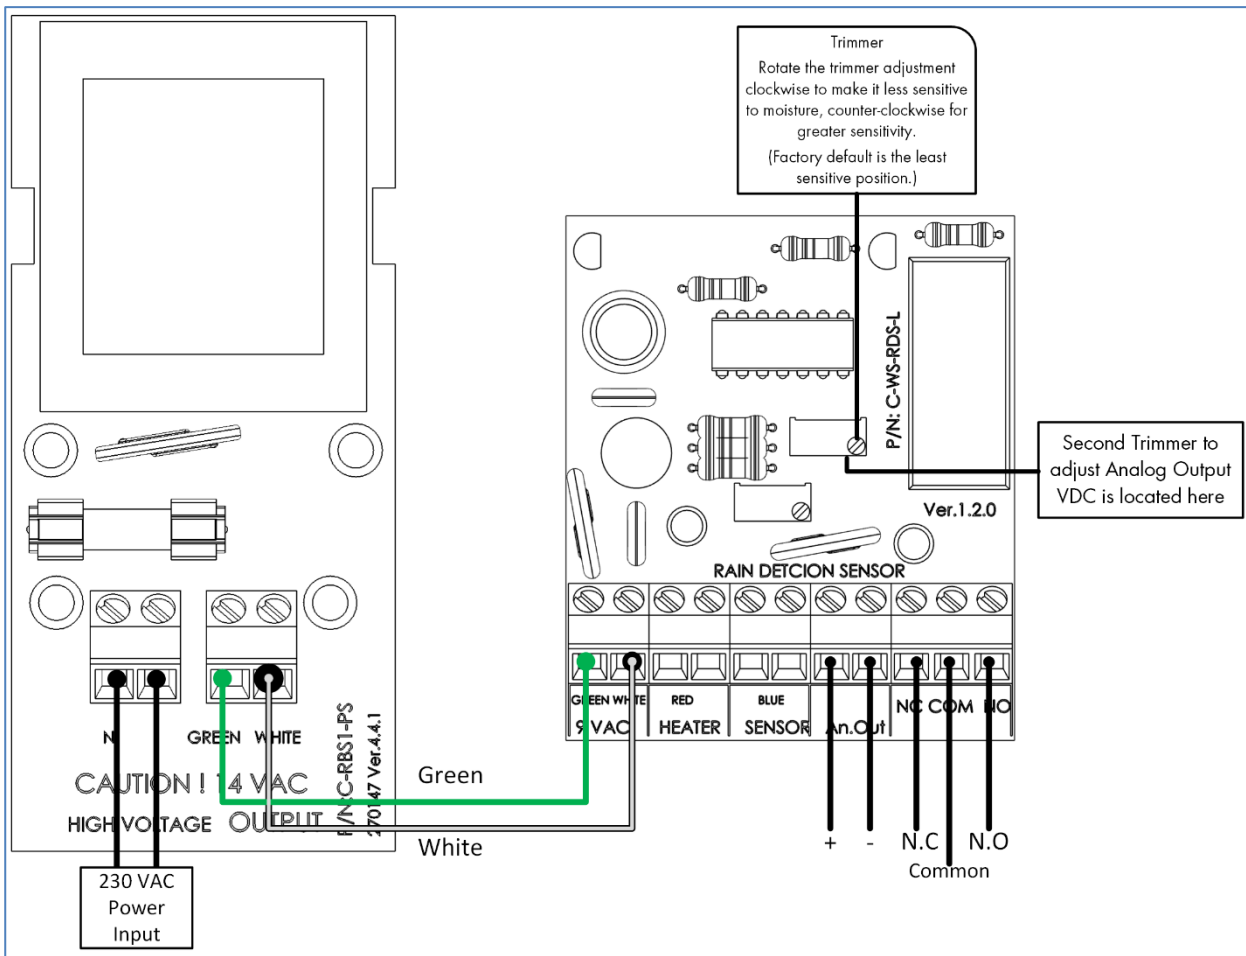 Trimmer
Rotate the trimmer adjustment
clockwise to make it less sensitive
to moisture, counter-clockwise for
greater sensitivity.
(Factory default is the least
sensitive position.)
P/N: C-WS-RDS-L
Second Trimmer to
adjust Analog Output
VDC is located here
Ver.1.2.0
RAIN DETCION SENSOR
GREEN WHITE RED BLUE NC COM NO
9 VAC HEATER SENSOR An.Out
N GREEN WHITE
CAUTION ! 14 VAC
HIGH VOLTAGE OUTPUT
P/N:C-RBS1-PS
270147 Ver.4.4.1
Green
White
+ - N.C N.O
Common
230 VAC
Power
Input